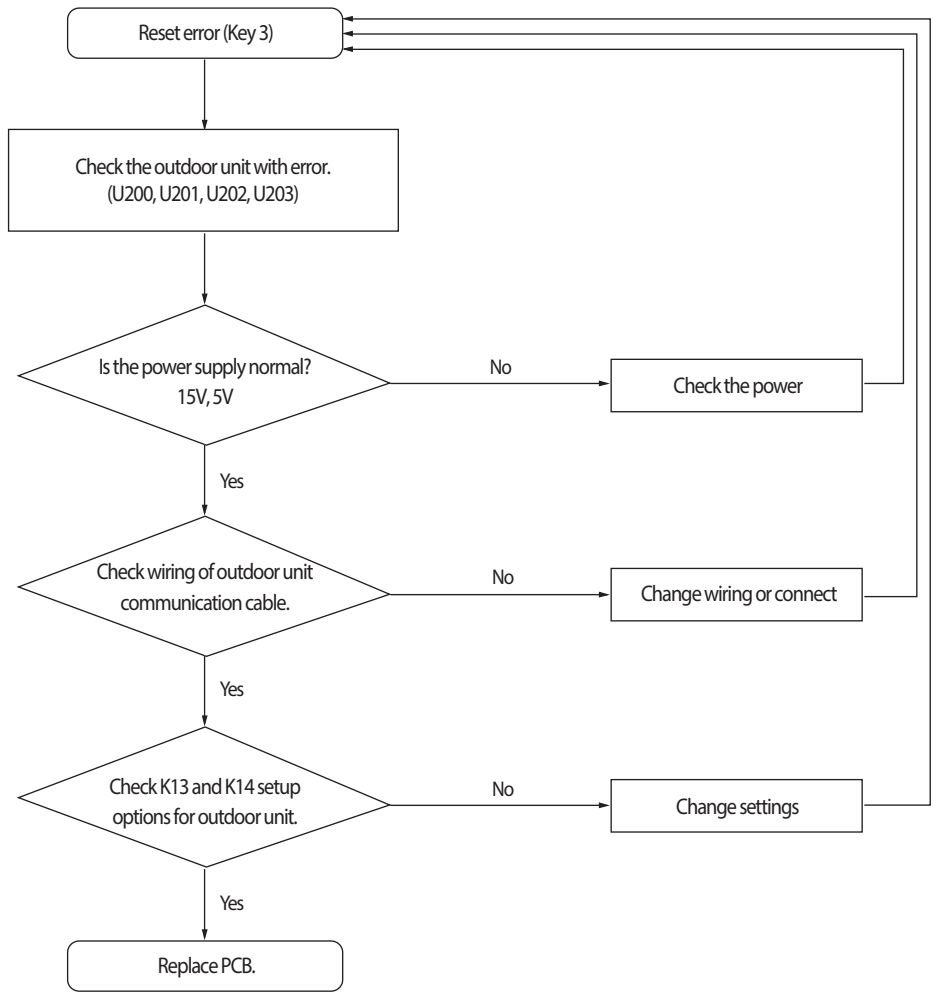 Reset error (Key 3)
Check the outdoor unit with error.
(U200, U201, U202, U203)
Is the power supply normal?
15V, 5V
No
Check the power
Yes
Check wiring of outdoor unit
communication cable.
No
Change wiring or connect
Yes
Check K13 and K14 setup
options for outdoor unit.
No
Change settings
Yes
Replace PCB.